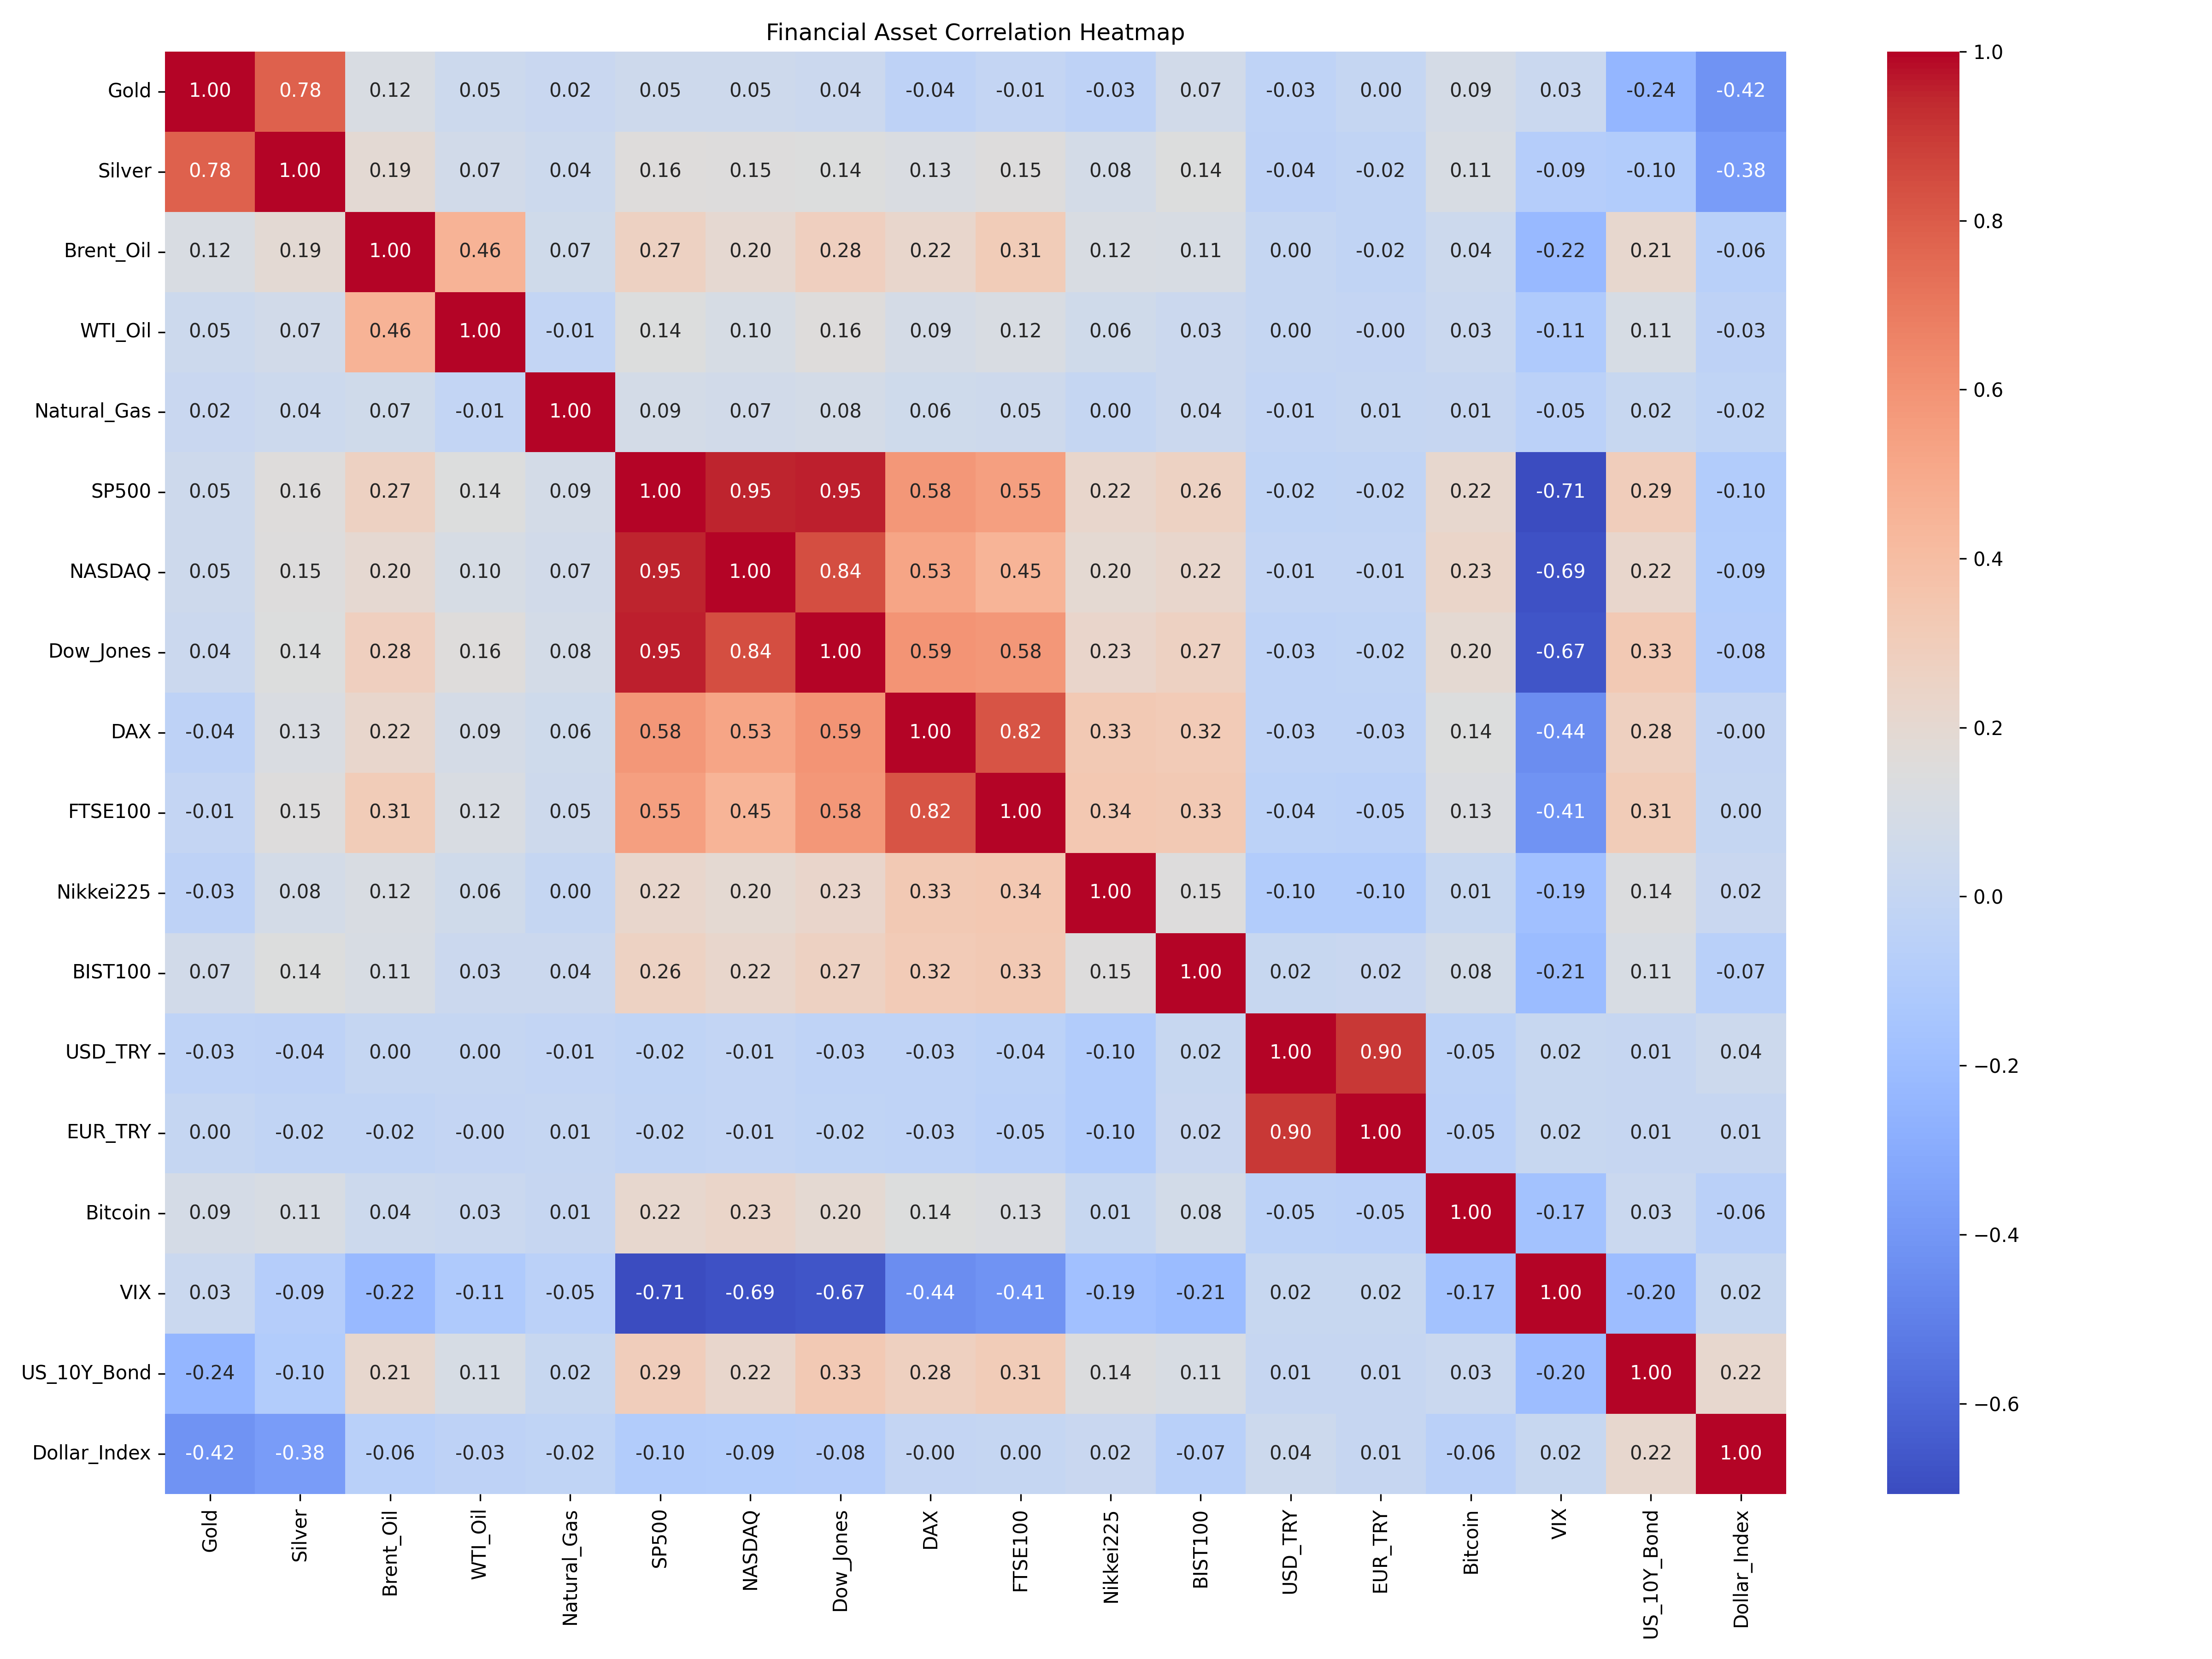 Financial Asset Correlation Heatmap
Gold 1.00 0.78 0.12 0.05 0.02 0.05 0.05 0.04 -0.04 -0.01 -0.03 0.07 -0.03 0.00 0.09 0.03 -0.24 -0.42
Silver 0.78 1.00 0.19 0.07 0.04 0.16 0.15 0.14 0.13 0.15 0.08 0.14 -0.04 -0.02 0.11 -0.09 -0.10 -0.38
Brent_Oil 0.12 0.19 1.00 0.46 0.07 0.27 0.20 0.28 0.22 0.31 0.12 0.11 0.00 -0.02 0.04 -0.22 0.21 -0.06
WTI_Oil 0.05 0.07 0.46 1.00 -0.01 0.14 0.10 0.16 0.09 0.12 0.06 0.03 0.00 -0.00 0.03 -0.11 0.11 -0.03
Natural_Gas 0.02 0.04 0.07 -0.01 1.00 0.09 0.07 0.08 0.06 0.05 0.00 0.04 -0.01 0.01 0.01 -0.05 0.02 -0.02
SP500 0.05 0.16 0.27 0.14 0.09 1.00 0.95 0.95 0.58 0.55 0.22 0.26 -0.02 -0.02 0.22 -0.71 0.29 -0.10
NASDAQ 0.05 0.15 0.20 0.10 0.07 0.95 1.00 0.84 0.53 0.45 0.20 0.22 -0.01 -0.01 0.23 -0.69 0.22 -0.09
Dow_Jones 0.04 0.14 0.28 0.16 0.08 0.95 0.84 1.00 0.59 0.58 0.23 0.27 -0.03 -0.02 0.20 -0.67 0.33 -0.08
DAX -0.04 0.13 0.22 0.09 0.06 0.58 0.53 0.59 1.00 0.82 0.33 0.32 -0.03 -0.03 0.14 -0.44 0.28 -0.00
FTSE100 -0.01 0.15 0.31 0.12 0.05 0.55 0.45 0.58 0.82 1.00 0.34 0.33 -0.04 -0.05 0.13 -0.41 0.31 0.00
Nikkei225 -0.03 0.08 0.12 0.06 0.00 0.22 0.20 0.23 0.33 0.34 1.00 0.15 -0.10 -0.10 0.01 -0.19 0.14 0.02
BIST100 0.07 0.14 0.11 0.03 0.04 0.26 0.22 0.27 0.32 0.33 0.15 1.00 0.02 0.02 0.08 -0.21 0.11 -0.07
USD_TRY -0.03 -0.04 0.00 0.00 -0.01 -0.02 -0.01 -0.03 -0.03 -0.04 -0.10 0.02 1.00 0.90 -0.05 0.02 0.01 0.04
EUR_TRY 0.00 -0.02 -0.02 -0.00 0.01 -0.02 -0.01 -0.02 -0.03 -0.05 -0.10 0.02 0.90 1.00 -0.05 0.02 0.01 0.01
Bitcoin 0.09 0.11 0.04 0.03 0.01 0.22 0.23 0.20 0.14 0.13 0.01 0.08 -0.05 -0.05 1.00 -0.17 0.03 -0.06
VIX 0.03 -0.09 -0.22 -0.11 -0.05 -0.71 -0.69 -0.67 -0.44 -0.41 -0.19 -0.21 0.02 0.02 -0.17 1.00 -0.20 0.02
US_10Y_Bond -0.24 -0.10 0.21 0.11 0.02 0.29 0.22 0.33 0.28 0.31 0.14 0.11 0.01 0.01 0.03 -0.20 1.00 0.22
Dollar_Index -0.42 -0.38 -0.06 -0.03 -0.02 -0.10 -0.09 -0.08 -0.00 0.00 0.02 -0.07 0.04 0.01 -0.06 0.02 0.22 1.00
Gold Silver Brent_Oil WTI_Oil Natural_Gas SP500 NASDAQ Dow_Jones DAX FTSE100 Nikkei225 BIST100 USD_TRY EUR_TRY Bitcoin VIX US_10Y_Bond Dollar_Index
1.0
0.8
0.6
0.4
0.2
0.0
−0.2
−0.4
−0.6